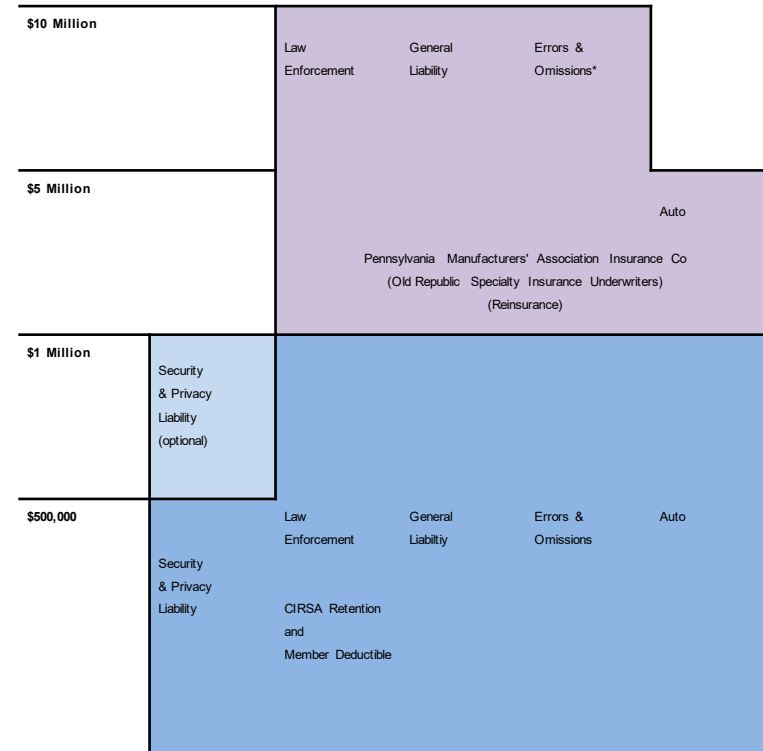 $10 Million
Law General Errors &
Enforcement Liability Omissions*
$5 Million
Auto
Pennsylvania Manufacturers' Association Insurance Co
(Old Republic Specialty Insurance Underwriters)
(Reinsurance)
$1 Million
Security
& Privacy
Liability
(optional)
$500,000 Law General Errors & Auto
Enforcement Liabiltiy Omissions
Security
& Privacy
Liability CIRSA Retention
and
Member Deductible